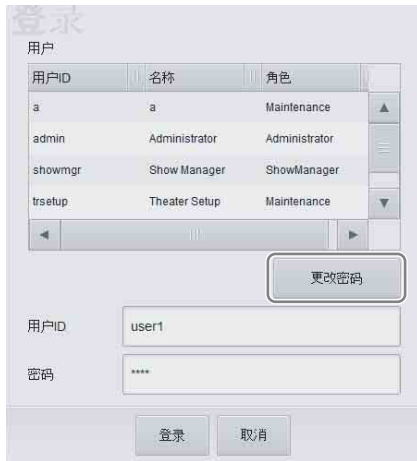 登录
用户
用户ID 名称 角色
a a Maintenance
admin Administrator Administrator
showmgr Show Manager ShowManager
trsetup Theater Setup Maintenance
更改密码
用户ID user1
密码 ****
登录 取消